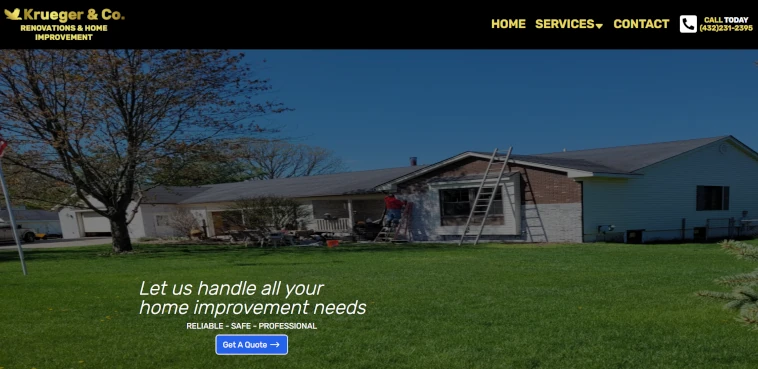 Krueger & Co.
RENOVATIONS & HOME
IMPROVEMENT
HOME SERVICES CONTACT
CALL TODAY
(432)231-2395
Let us handle all your
home improvement needs
RELIABLE - SAFE - PROFESSIONAL
Get A Quote →